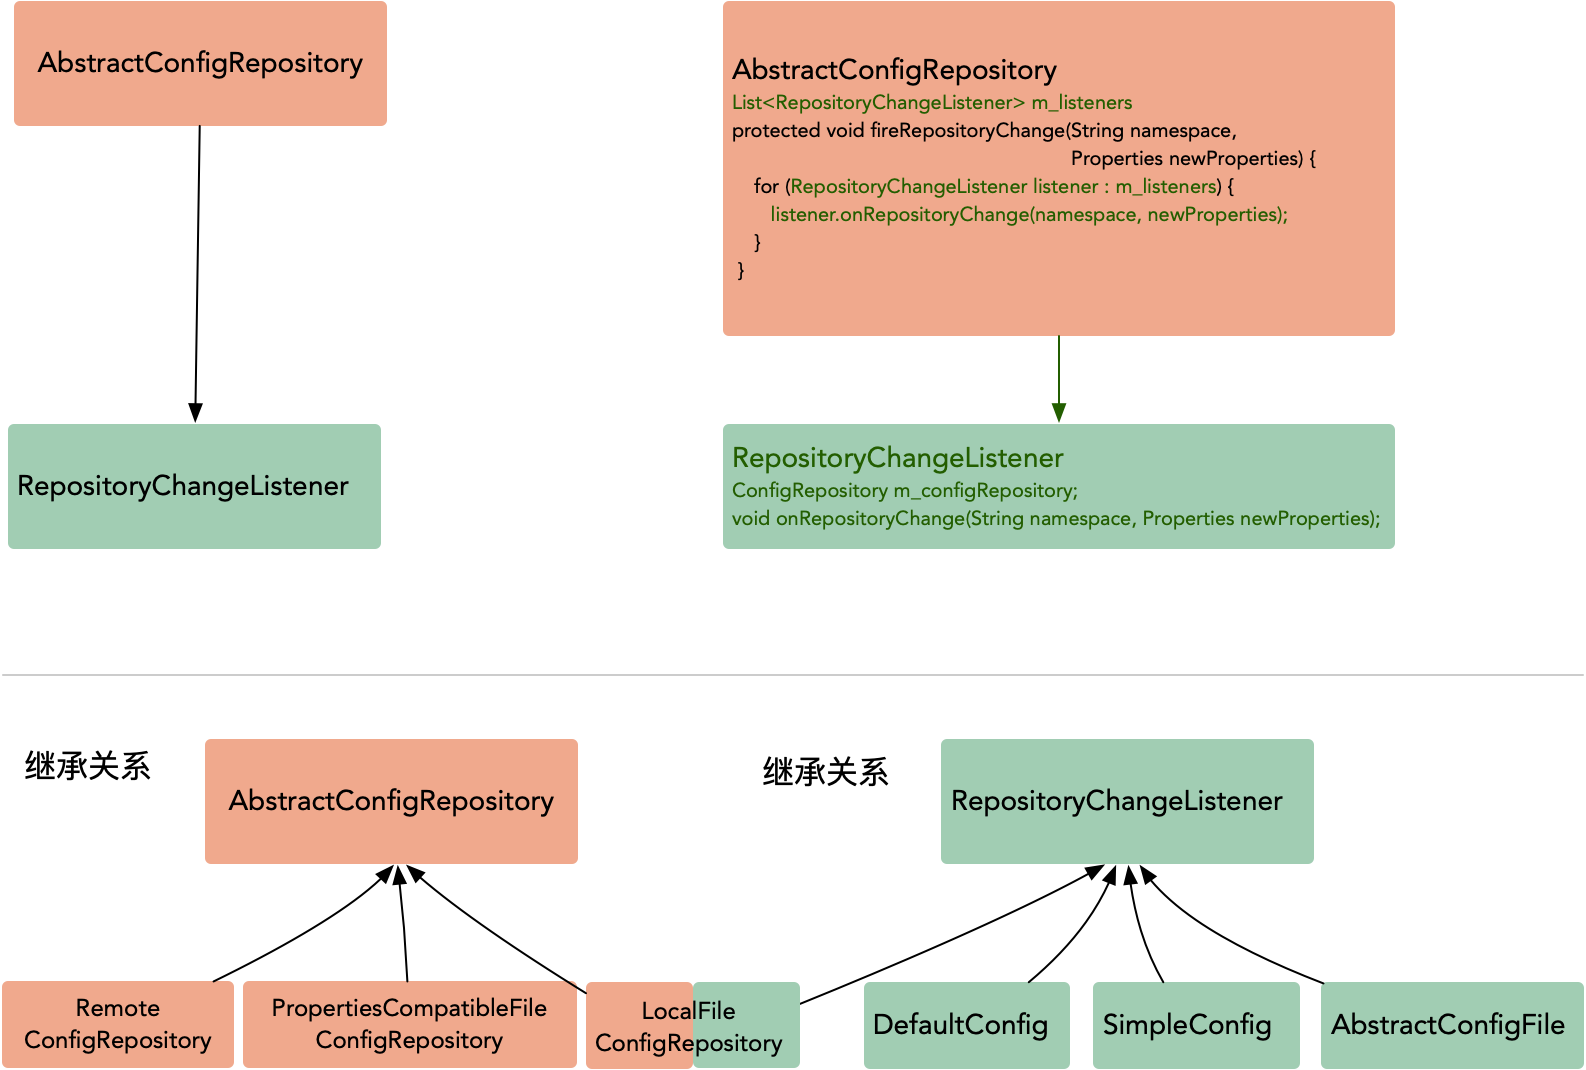 AbstractConfigRepository
RepositoryChangeListener
AbstractConfigRepository
List<RepositoryChangeListener> m_listeners
protected void fireRepositoryChange(String namespace,
Properties newProperties) {
for (RepositoryChangeListener listener : m_listeners) {
listener.onRepositoryChange(namespace, newProperties);
}
}
RepositoryChangeListener
ConfigRepository m_configRepository;
void onRepositoryChange(String namespace, Properties newProperties);
继承关系
AbstractConfigRepository
Remote
ConfigRepository
PropertiesCompatibleFile
ConfigRepository
LocalFile
ConfigRepository
继承关系
RepositoryChangeListener
DefaultConfig
SimpleConfig
AbstractConfigFile